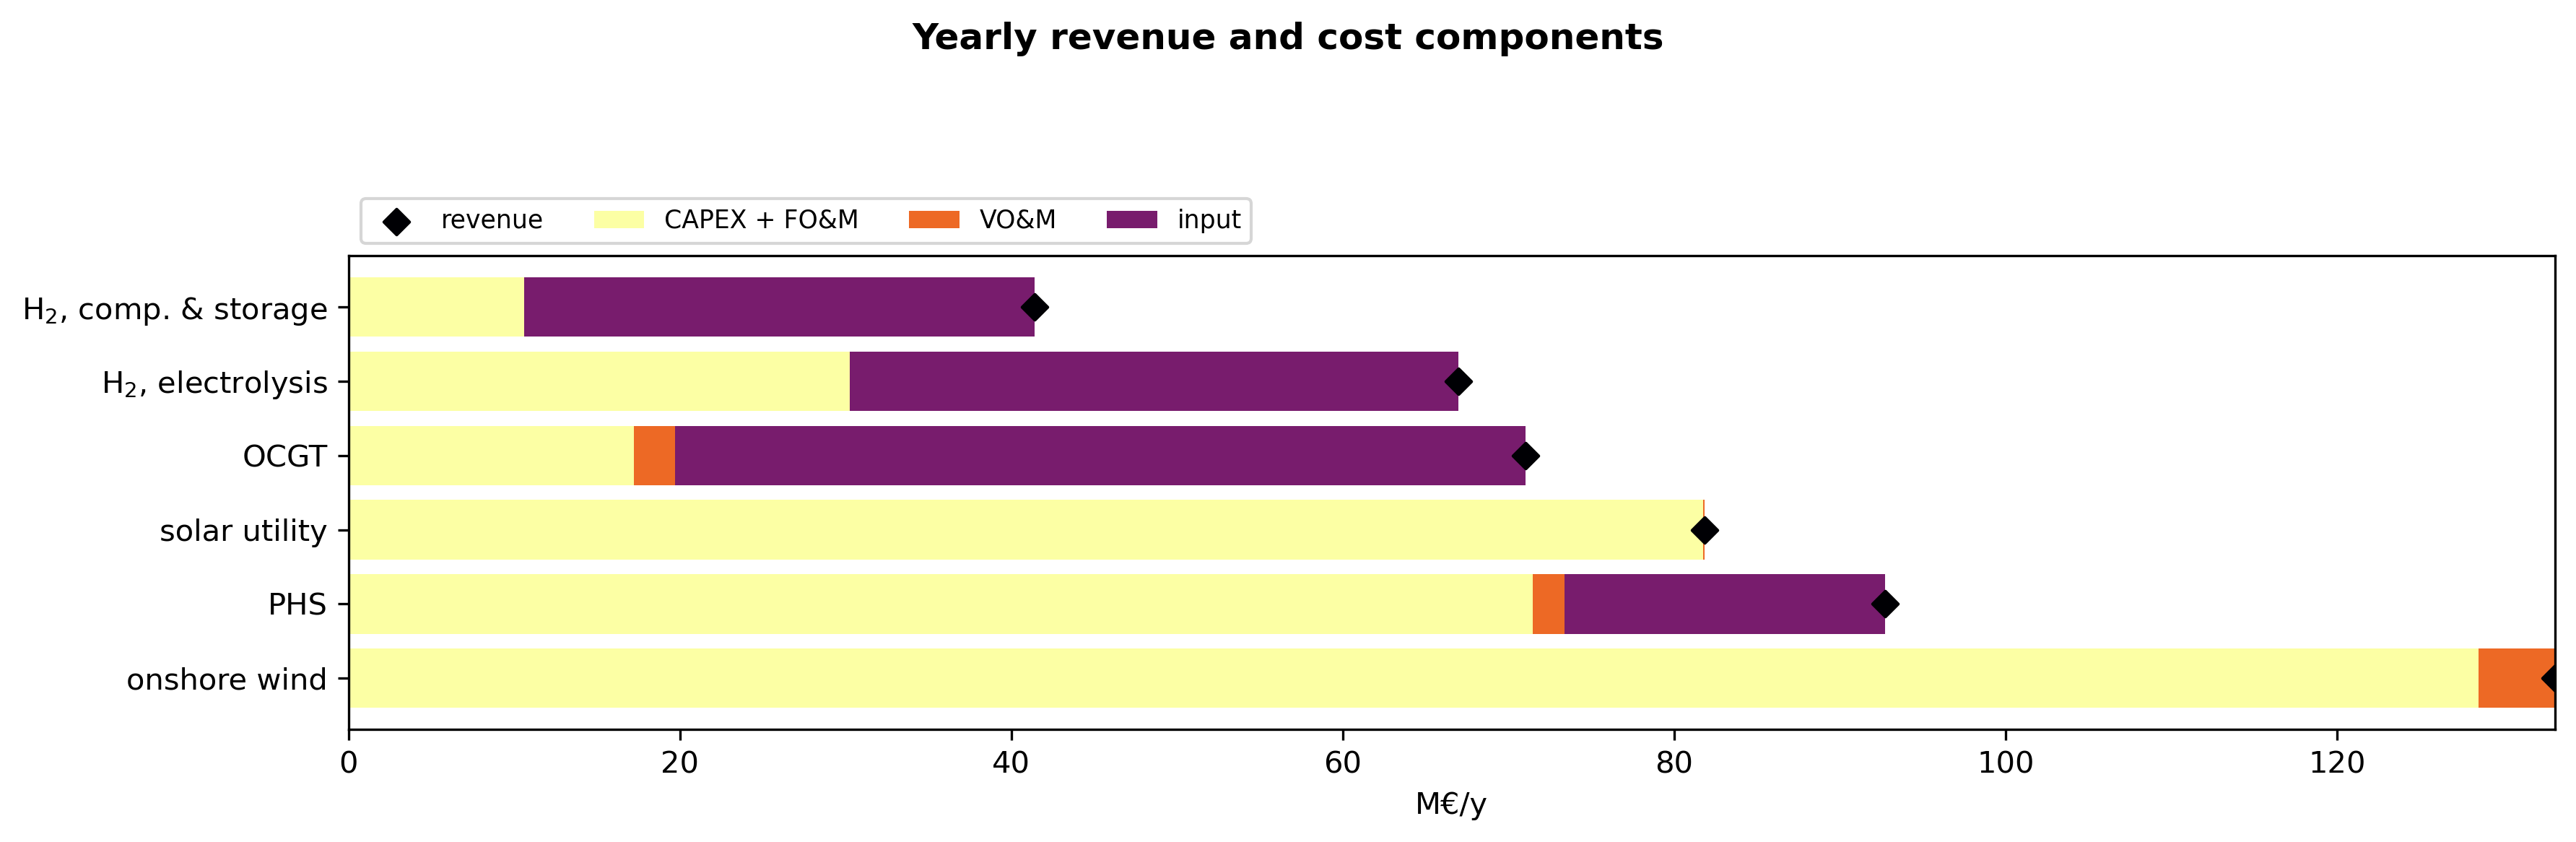 Yearly revenue and cost components
revenue CAPEX + FO&M VO&M input
H₂, comp. & storage
H₂, electrolysis
OCGT
solar utility
PHS
onshore wind
0 20 40 60 80 100 120
M€/y